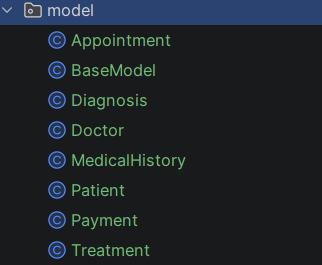 model
C Appointment
C BaseModel
C Diagnosis
C Doctor
C MedicalHistory
C Patient
C Payment
C Treatment